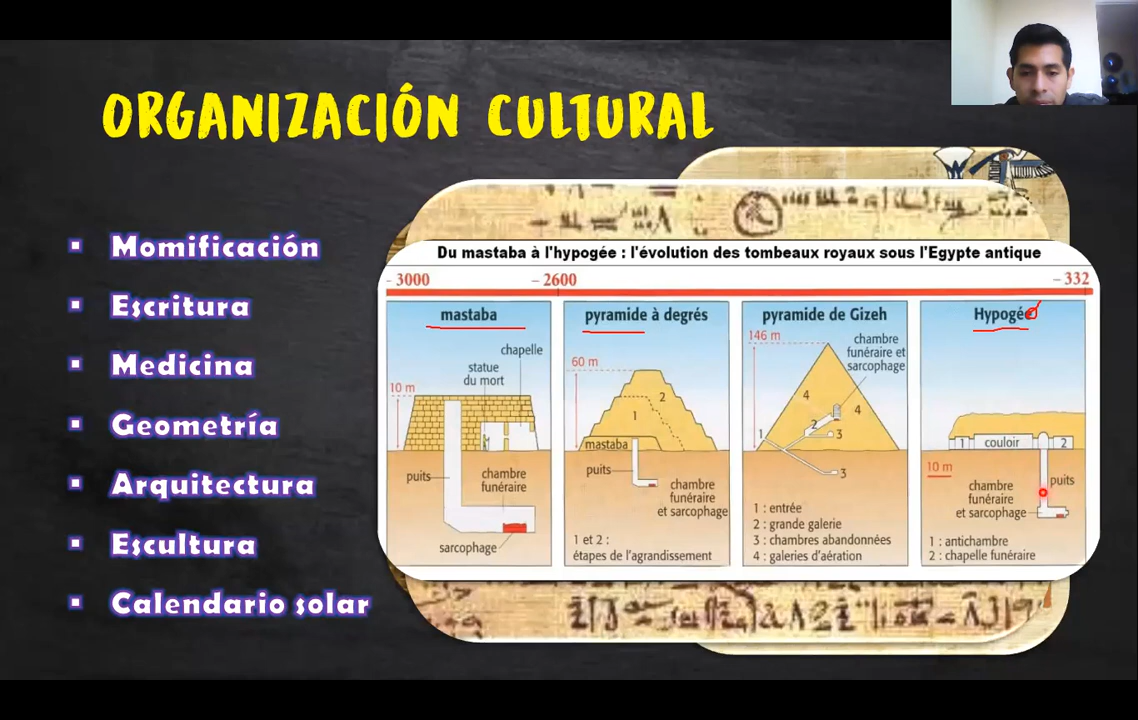 ORGANIZACIÓN CULTURAL
▪ Momificación
▪ Escritura
▪ Medicina
▪ Geometría
▪ Arquitectura
▪ Escultura
▪ Calendario solar
Du mastaba à l'hypogée : l'évolution des tombeaux royaux sous l'Egypte antique
- 3000
- 2600
- 332
mastaba
chapelle
statue
du mort
10 m
puits
chambre
funéraire
sarcophage
pyramide à degrés
60 m
2
1
mastaba
puits
chambre
funéraire
et sarcophage
1 et 2 :
étapes de l'agrandissement
pyramide de Gizeh
146 m
chambre
funéraire et
sarcophage
4
4
2
3
1
3
1 : entrée
2 : grande galerie
3 : chambres abandonnées
4 : galeries d'aération
Hypogée
1
couloir
2
10 m
puits
chambre
funéraire
et sarcophage
1 : antichambre
2 : chapelle funéraire